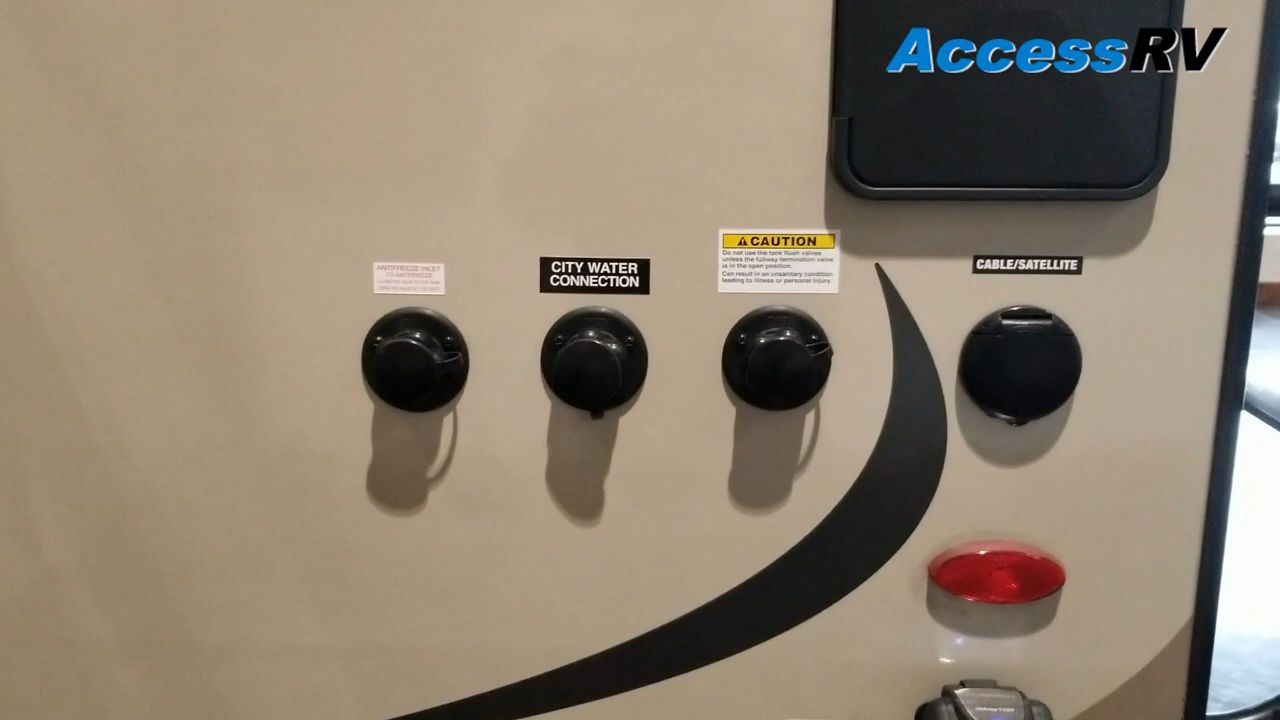 AccessRV
ANTIFREEZE INLET
TO ANTIFREEZE
CITY WATER
CONNECTION
CAUTION
Do not use the tank flush valves
unless the fullway termination valve
is in the open position.
Can result in an unsanitary condition
leading to illness or personal injury.
CABLE/SATELLITE